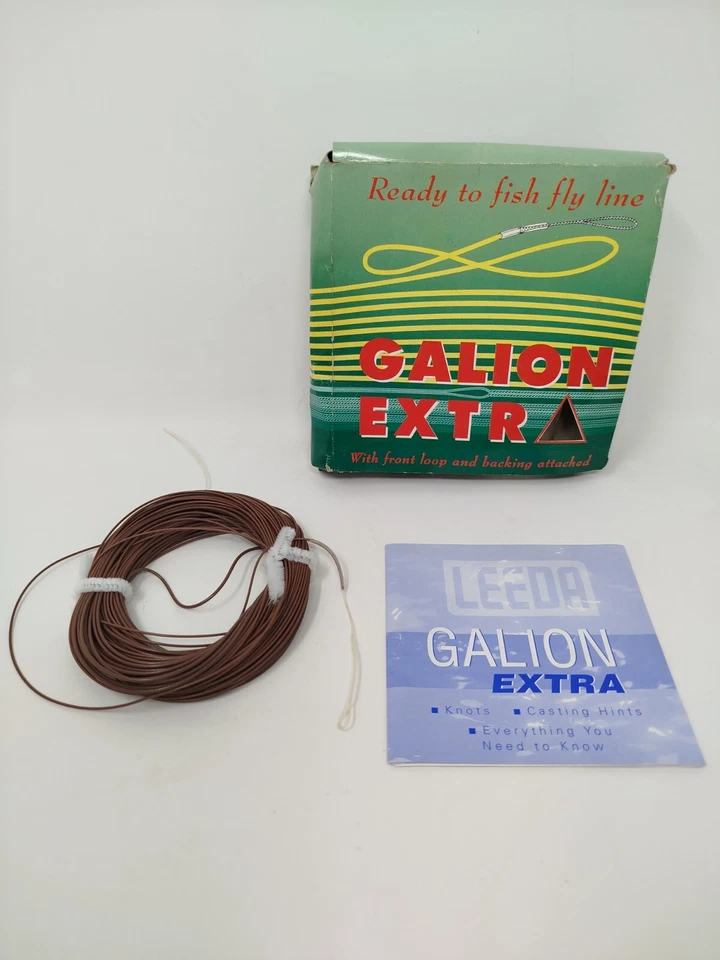 Ready to fish fly line
GALION
EXTRA
With front loop and backing attached
LEEDA
GALION
EXTRA
▪ Knots ▪ Casting Hints
▪ Everything You
Need to Know